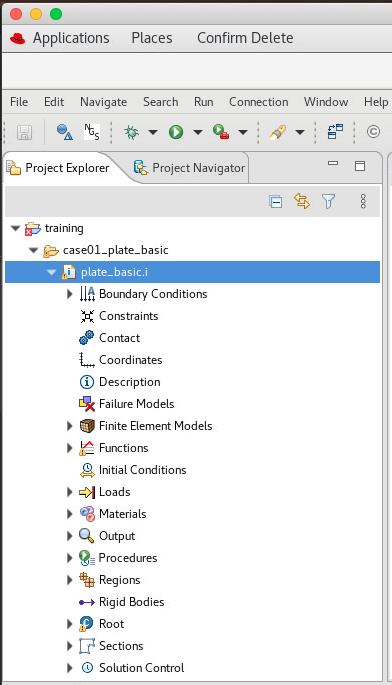 Applications Places Confirm Delete
File Edit Navigate Search Run Connection Window Help
NGS
Project Explorer Project Navigator
training
case01_plate_basic
plate_basic.i
Boundary Conditions
Constraints
Contact
Coordinates
Description
Failure Models
Finite Element Models
Functions
Initial Conditions
Loads
Materials
Output
Procedures
Regions
Rigid Bodies
Root
Sections
Solution Control